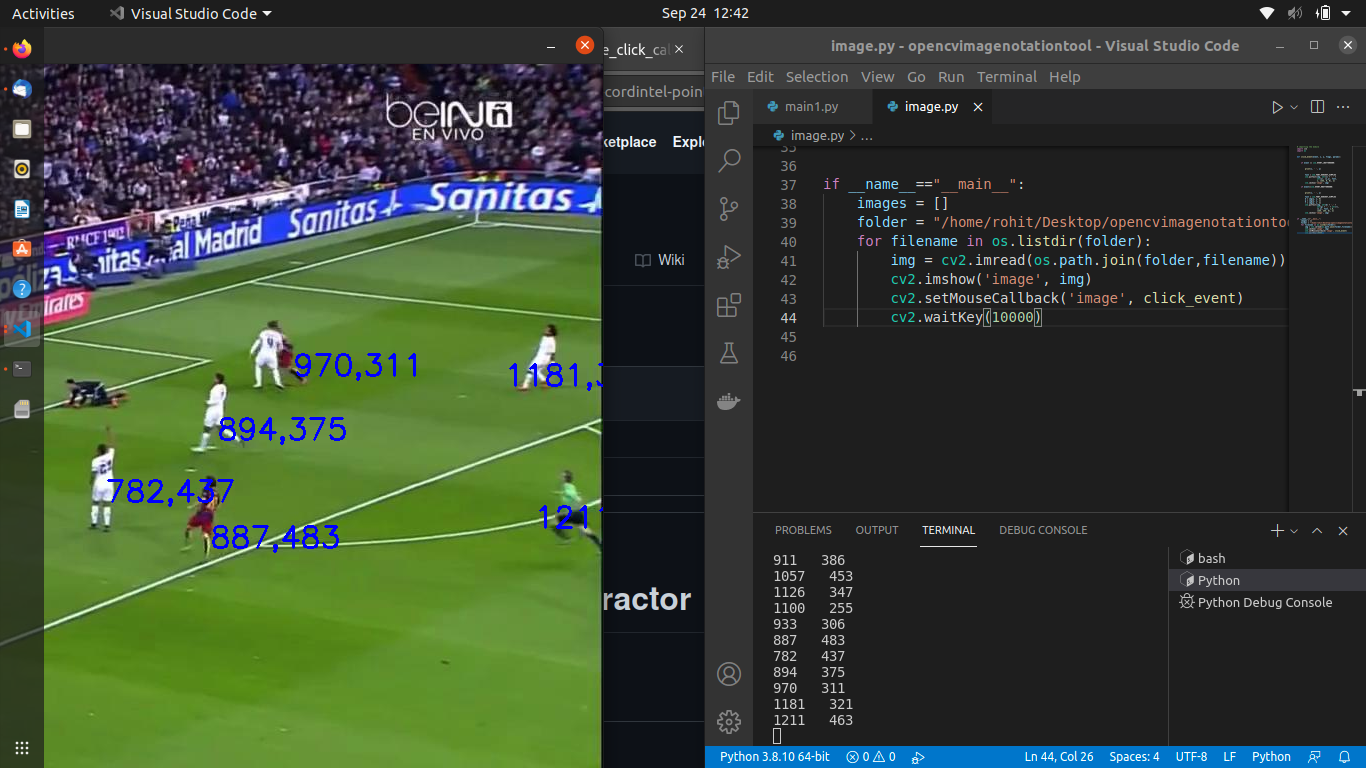 Activities
Visual Studio Code
Sep 24 12:42
beIN ñ
EN VIVO
Santitas
Sanitas
Real Madrid
Sanitas
970,311
1181,3
894,375
782,437
887,483
121
e_click_cal
cordintel-poin
ketplace Explo
Wiki
ractor
image.py - opencvimagenotationtool - Visual Studio Code
File Edit Selection View Go Run Terminal Help
main1.py
image.py
image.py > ...
35
36
37 if __name__=="__main__":
38 images = []
39 folder = "/home/rohit/Desktop/opencvimagenotationtoo
40 for filename in os.listdir(folder):
41 img = cv2.imread(os.path.join(folder,filename))
42 cv2.imshow('image', img)
43 cv2.setMouseCallback('image', click_event)
44 cv2.waitKey(10000)
45
46
PROBLEMS OUTPUT TERMINAL DEBUG CONSOLE
911 386
1057 453
1126 347
1100 255
933 306
887 483
782 437
894 375
970 311
1181 321
1211 463
bash
Python
Python Debug Console
Python 3.8.10 64-bit
0
0
Ln 44, Col 26
Spaces: 4
UTF-8
LF
Python